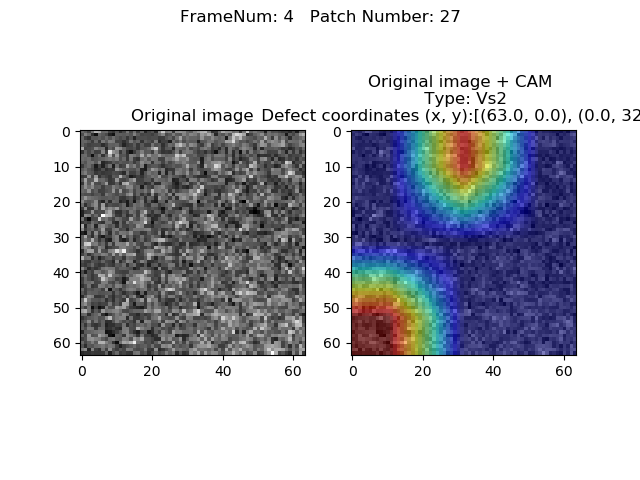 FrameNum: 4   Patch Number: 27
Original image + CAM
Type: Vs2
Original image
Defect coordinates (x, y):[(63.0, 0.0), (0.0, 32
0
10
20
30
40
50
60
0 20 40 60
0
10
20
30
40
50
60
0 20 40 60